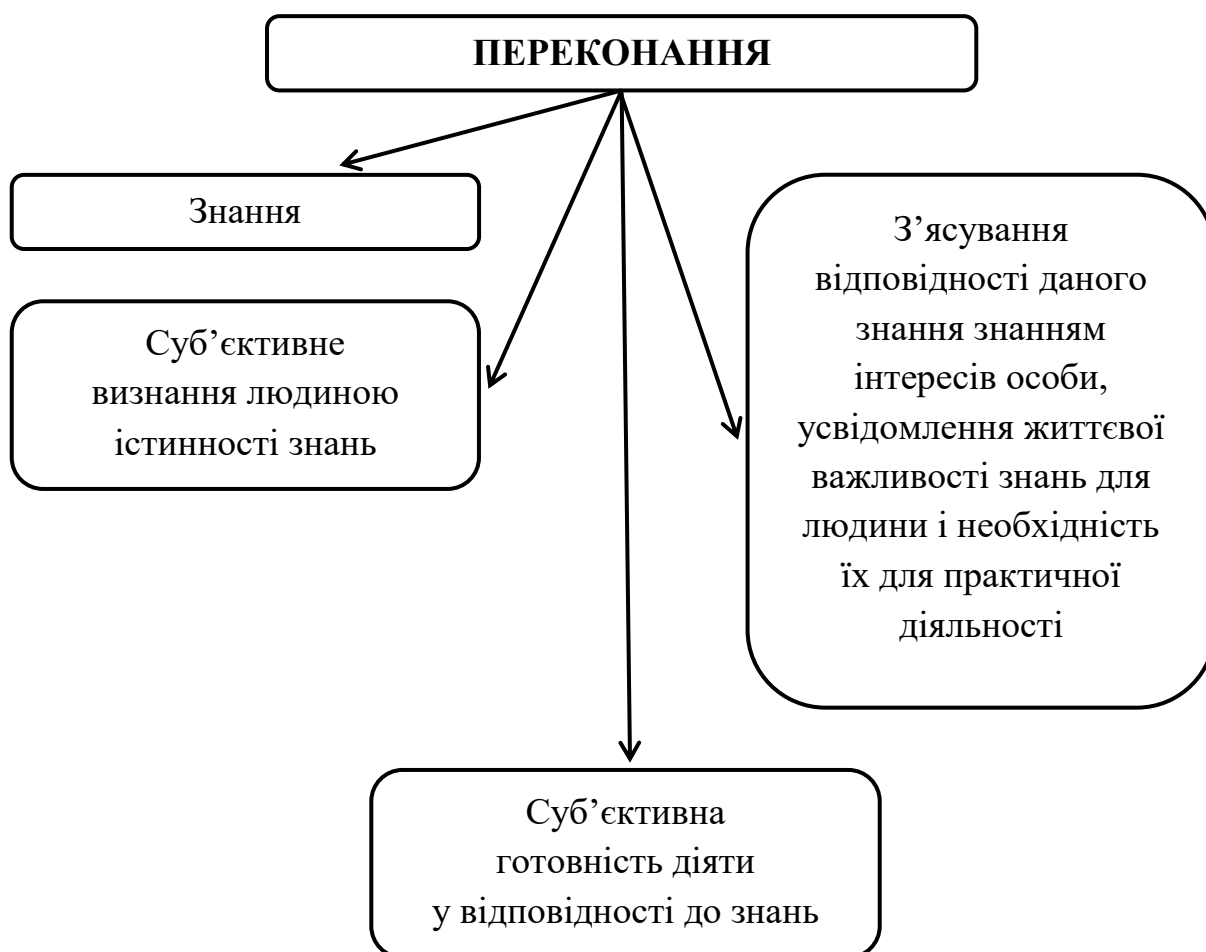 ПЕРЕКОНАННЯ
Знання
Суб’єктивне
визнання людиною
істинності знань
З’ясування
відповідності даного
знання знанням
інтересів особи,
усвідомлення життєвої
важливості знань для
людини і необхідність
їх для практичної
діяльності
Суб’єктивна
готовність діяти
у відповідності до знань